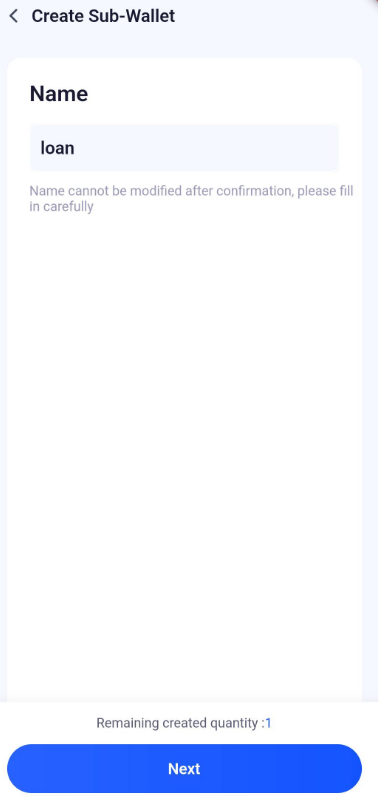 Create Sub-Wallet
Name
loan
Name cannot be modified after confirmation, please fill
in carefully
Remaining created quantity :1
Next